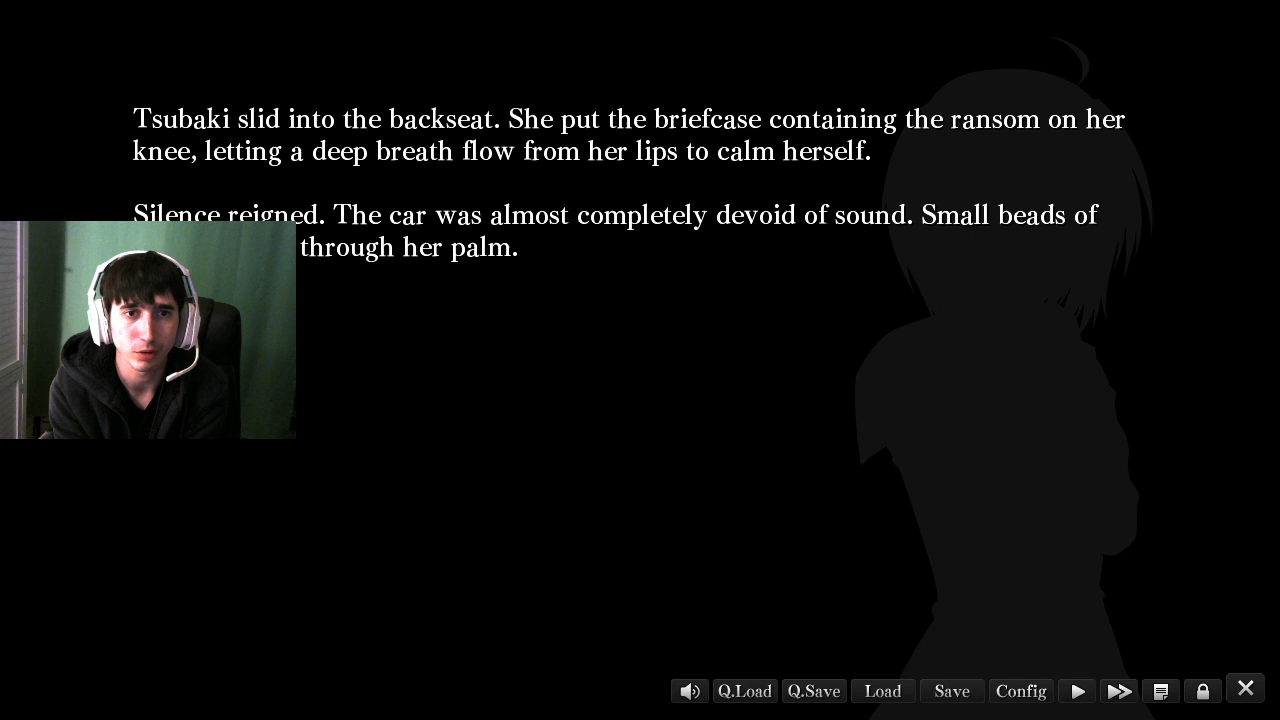 Tsubaki slid into the backseat. She put the briefcase containing the ransom on her
knee, letting a deep breath flow from her lips to calm herself.
Silence reigned. The car was almost completely devoid of sound. Small beads of
through her palm.
Q.Load Q.Save Load Save Config